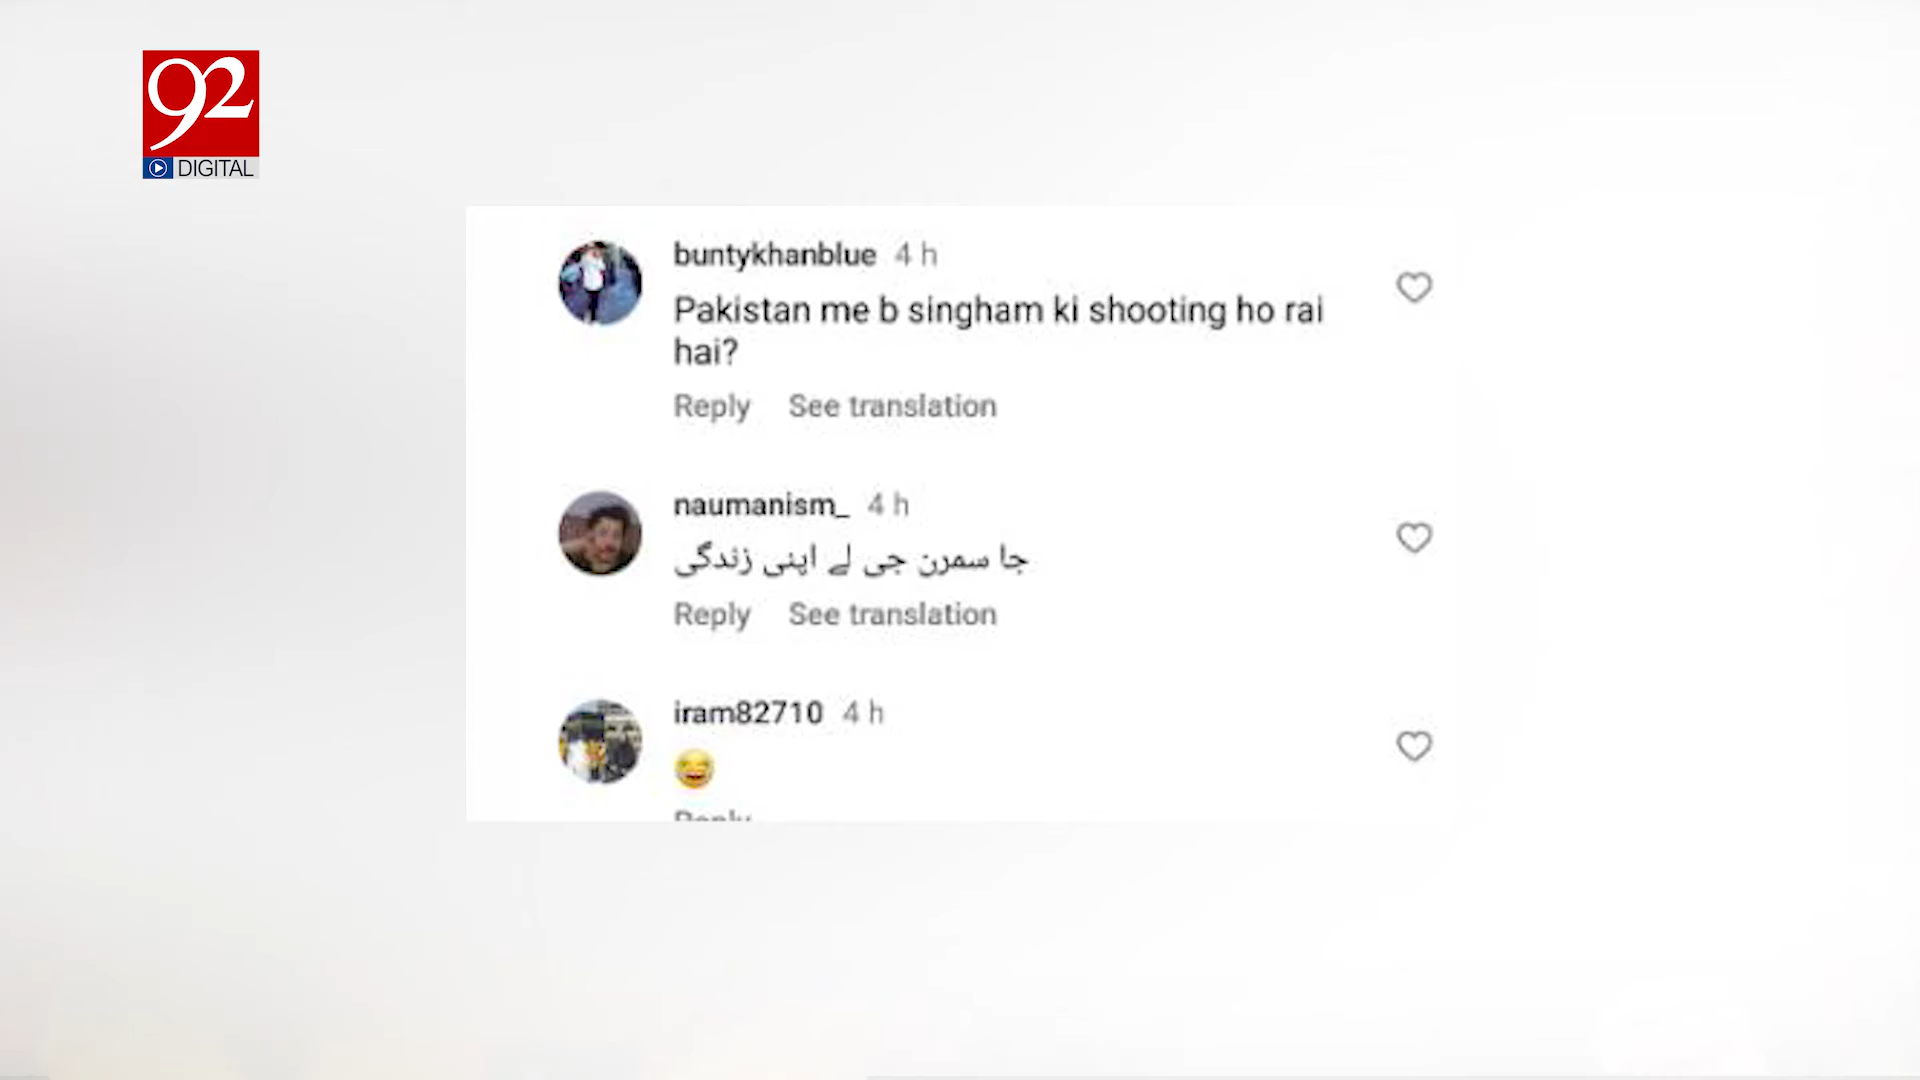 92
DIGITAL
buntykhanblue 4 h
Pakistan me b singham ki shooting ho rai
hai?
Reply See translation
naumanism_ 4 h
جا سمرن جی لے اپنی زندگی
Reply See translation
iram82710 4 h
😂
Reply